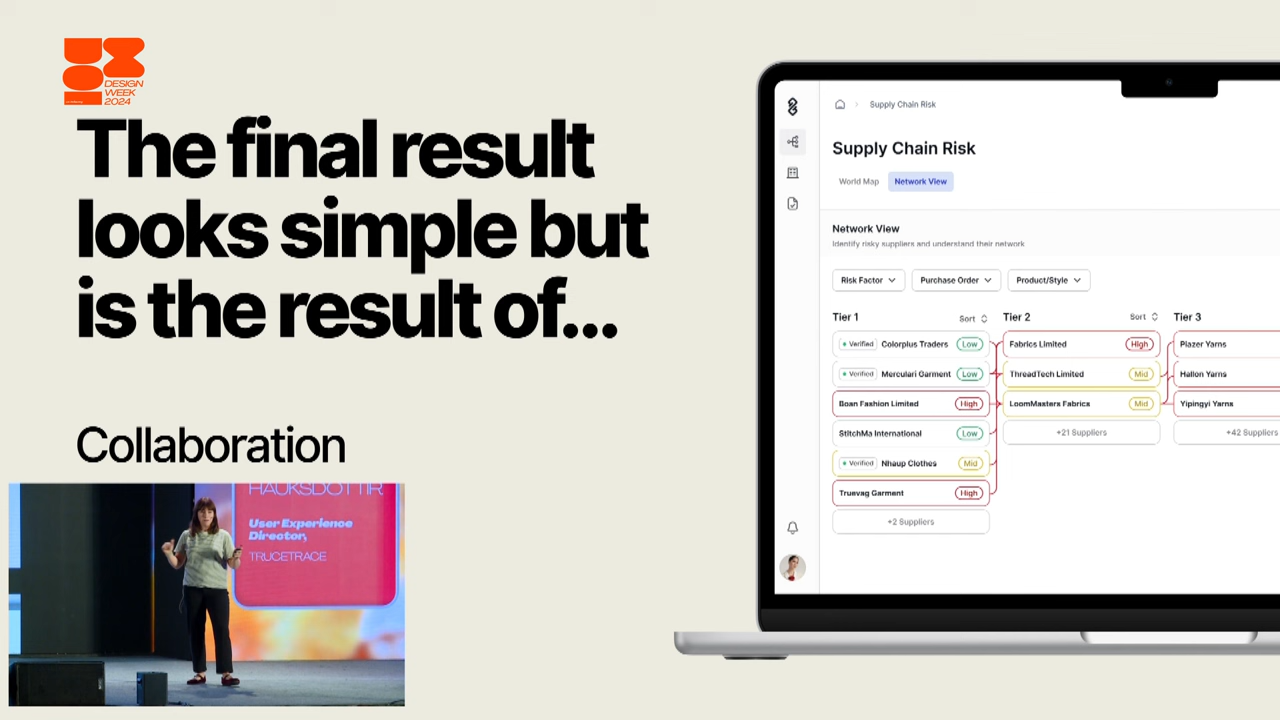 DESIGN
WEEK
2024
The final result
looks simple but
is the result of...
Collaboration
HAUKSDOTTIR
User Experience
Director,
TRUCETRACE
Supply Chain Risk
Supply Chain Risk
World Map
Network View
Network View
Identify risky suppliers and understand their network
Risk Factor
Purchase Order
Product/Style
Tier 1
Sort
Verified Colorplus Traders Low
Verified Merculari Garment Low
Boan Fashion Limited High
StitchMa International Low
Verified Nhaup Clothes Mid
Truevag Garment High
+2 Suppliers
Tier 2
Sort
Fabrics Limited High
ThreadTech Limited Mid
LoomMasters Fabrics Mid
+21 Suppliers
Tier 3
Plazer Yarns
Hallon Yarns
Yipingyi Yarns
+42 Suppliers